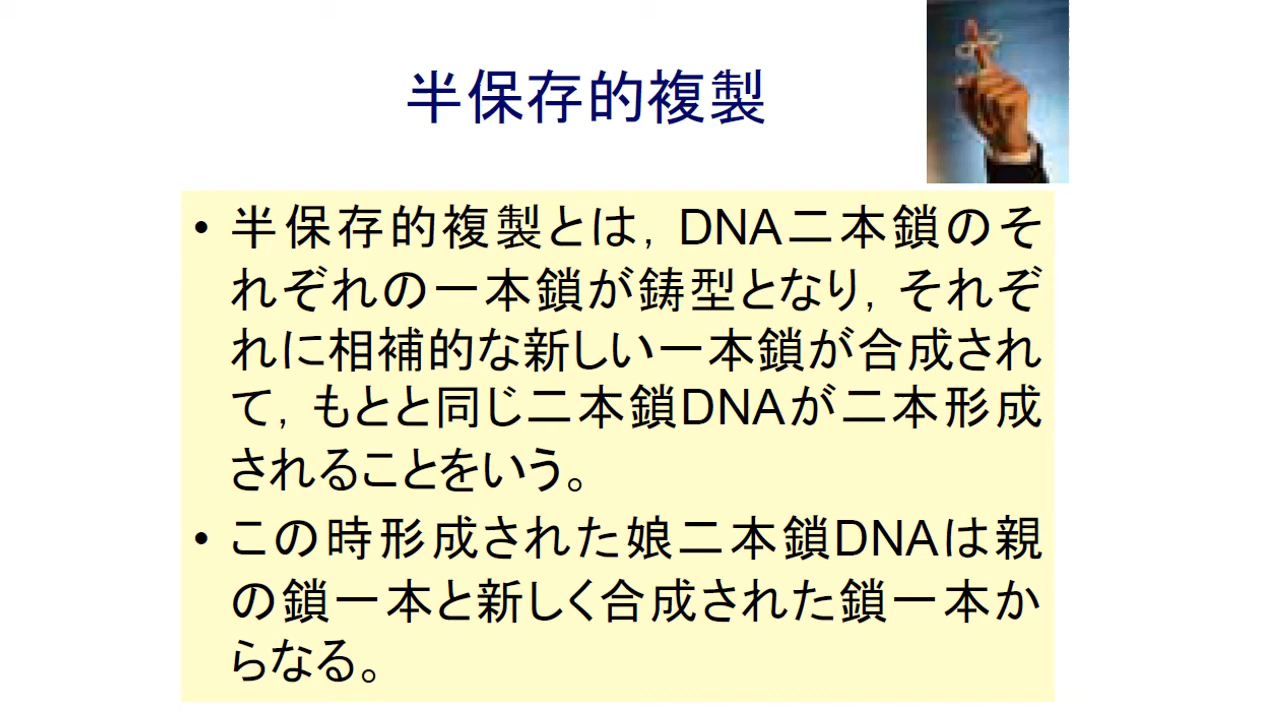 半保存的複製
• 半保存的複製とは，DNA二本鎖のそ
れぞれの一本鎖が鋳型となり，それぞ
れに相補的な新しい一本鎖が合成され
て，もとと同じ二本鎖DNAが二本形成
されることをいう。
• この時形成された娘二本鎖DNAは親
の鎖一本と新しく合成された鎖一本か
らなる。